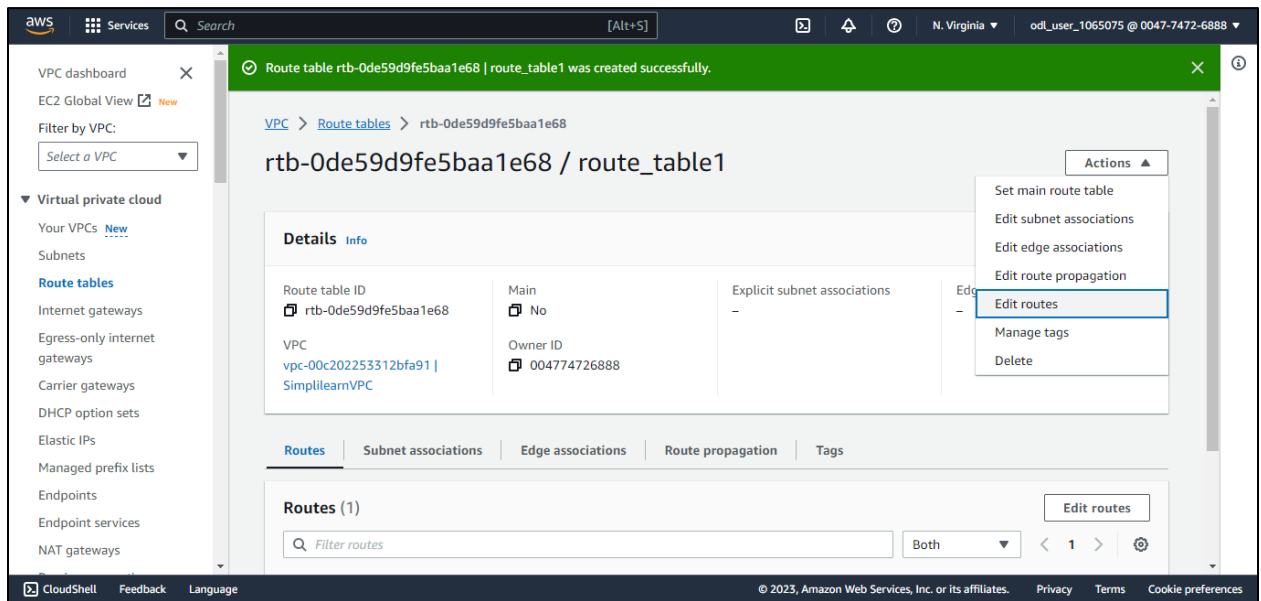 aws
Services
Search [Alt+S]
N. Virginia ▼
odl_user_1065075 @ 0047-7472-6888 ▼
VPC dashboard
EC2 Global View New
Filter by VPC:
Select a VPC
Virtual private cloud
Your VPCs New
Subnets
Route tables
Internet gateways
Egress-only internet
gateways
Carrier gateways
DHCP option sets
Elastic IPs
Managed prefix lists
Endpoints
Endpoint services
NAT gateways
Route table rtb-0de59d9fe5baa1e68 | route_table1 was created successfully.
VPC > Route tables > rtb-0de59d9fe5baa1e68
rtb-0de59d9fe5baa1e68 / route_table1
Actions ▲
Set main route table
Edit subnet associations
Edit edge associations
Edit route propagation
Edit routes
Manage tags
Delete
Details Info
Route table ID
rtb-0de59d9fe5baa1e68
VPC
vpc-00c202253312bfa91 |
SimplilearnVPC
Main
No
Owner ID
004774726888
Explicit subnet associations
–
Edg
–
Routes
Subnet associations
Edge associations
Route propagation
Tags
Routes (1)
Edit routes
Filter routes
Both
< 1 >
CloudShell
Feedback
Language
© 2023, Amazon Web Services, Inc. or its affiliates.
Privacy
Terms
Cookie preferences